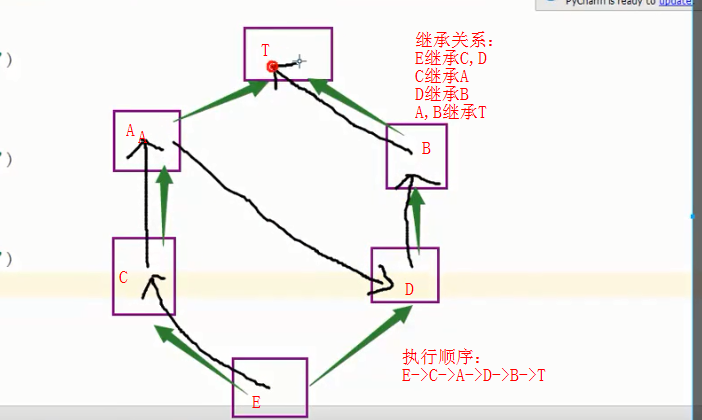 PyCharm is ready to update
T
继承关系:
E继承C,D
C继承A
D继承B
A,B继承T
")
A
A
B
")
")
C
D
执行顺序:
E->C->A->D->B->T
E